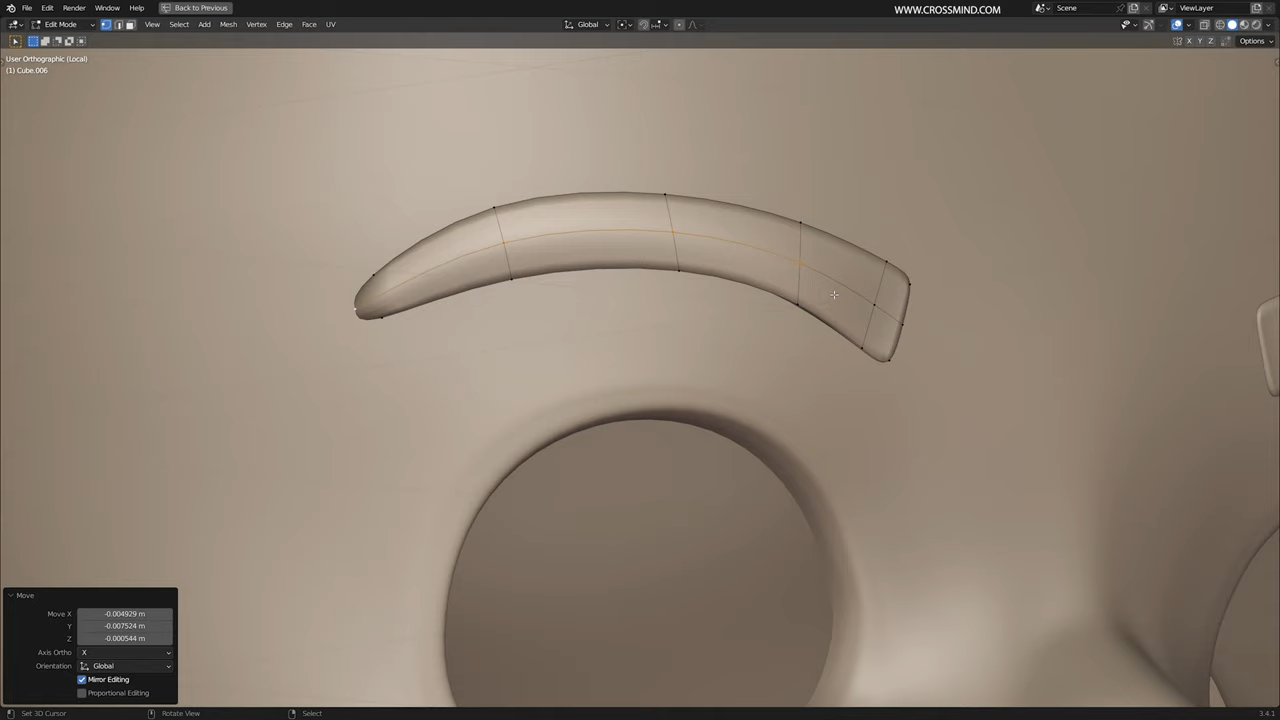 File Edit Render Window Help Back to Previous WWW.CROSSMIND.COM Scene ViewLayer
Edit Mode View Select Add Mesh Vertex Edge Face UV Global
X Y Z Options
User Orthographic (Local)
(1) Cube.006
Move
Move X -0.004929 m
Y -0.007524 m
Z -0.000544 m
Axis Ortho X
Orientation Global
Mirror Editing
Proportional Editing
Set 3D Cursor Rotate View Select 3.4.1